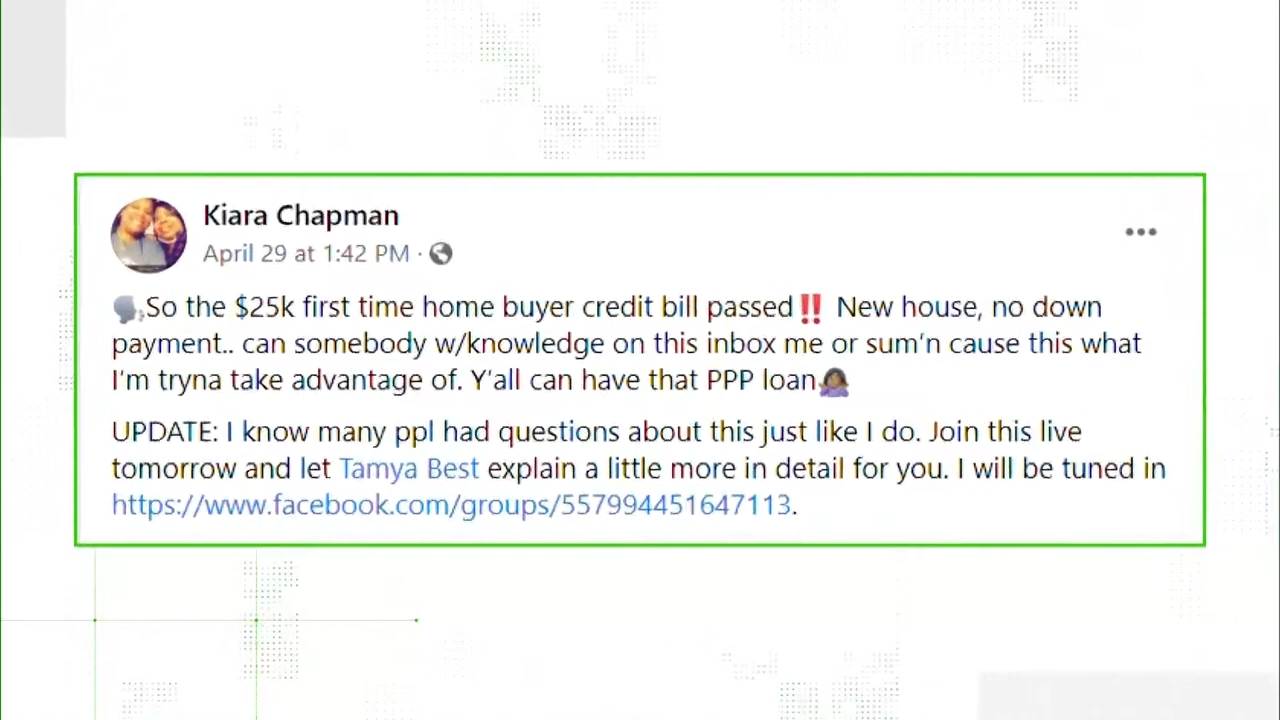 Kiara Chapman
April 29 at 1:42 PM ·
🗣️So the $25k first time home buyer credit bill passed‼️ New house, no down
payment.. can somebody w/knowledge on this inbox me or sum’n cause this what
I’m tryna take advantage of. Y’all can have that PPP loan🤷🏾‍♀️
UPDATE: I know many ppl had questions about this just like I do. Join this live
tomorrow and let Tamya Best explain a little more in detail for you. I will be tuned in
https://www.facebook.com/groups/557994451647113.